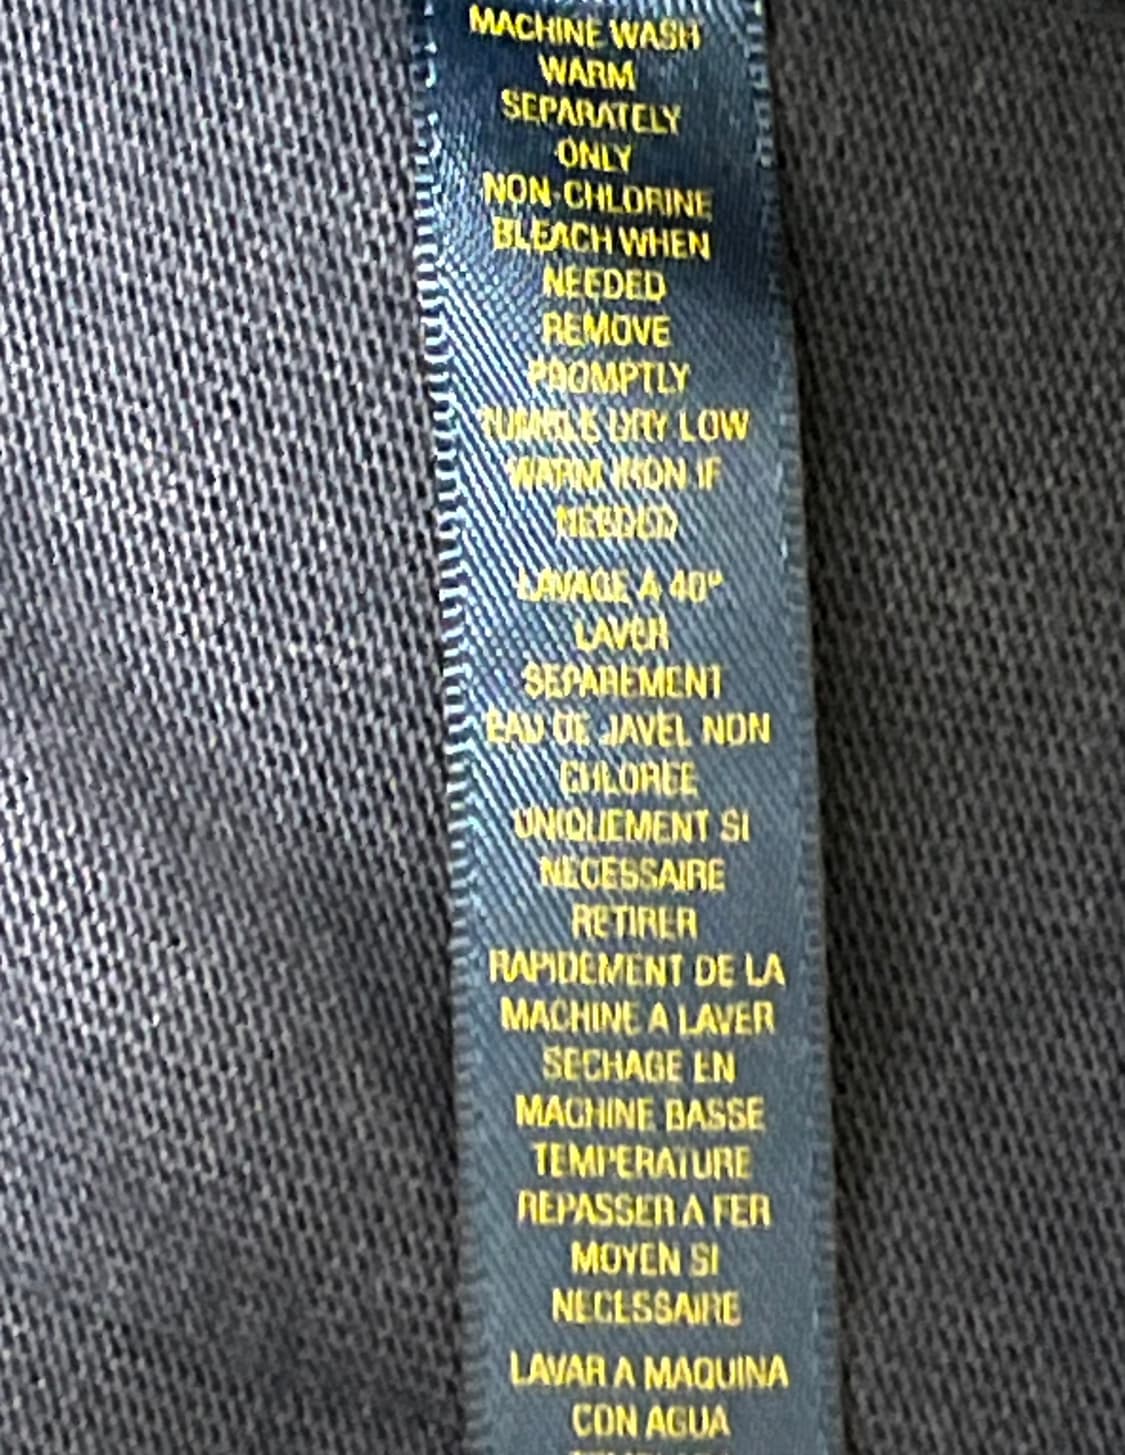 MACHINE WASH
WARM
SEPARATELY
ONLY
NON-CHLORINE
BLEACH WHEN
NEEDED
REMOVE
PROMPTLY
TUMBLE DRY LOW
WARM IRON IF
NEEDED
LAVAGE A 40°
LAVER
SEPAREMENT
EAU DE JAVEL NON
CHLOREE
UNIQUEMENT SI
NECESSAIRE
RETIRER
RAPIDEMENT DE LA
MACHINE A LAVER
SECHAGE EN
MACHINE BASSE
TEMPERATURE
REPASSER A FER
MOYEN SI
NECESSAIRE
LAVAR A MAQUINA
CON AGUA